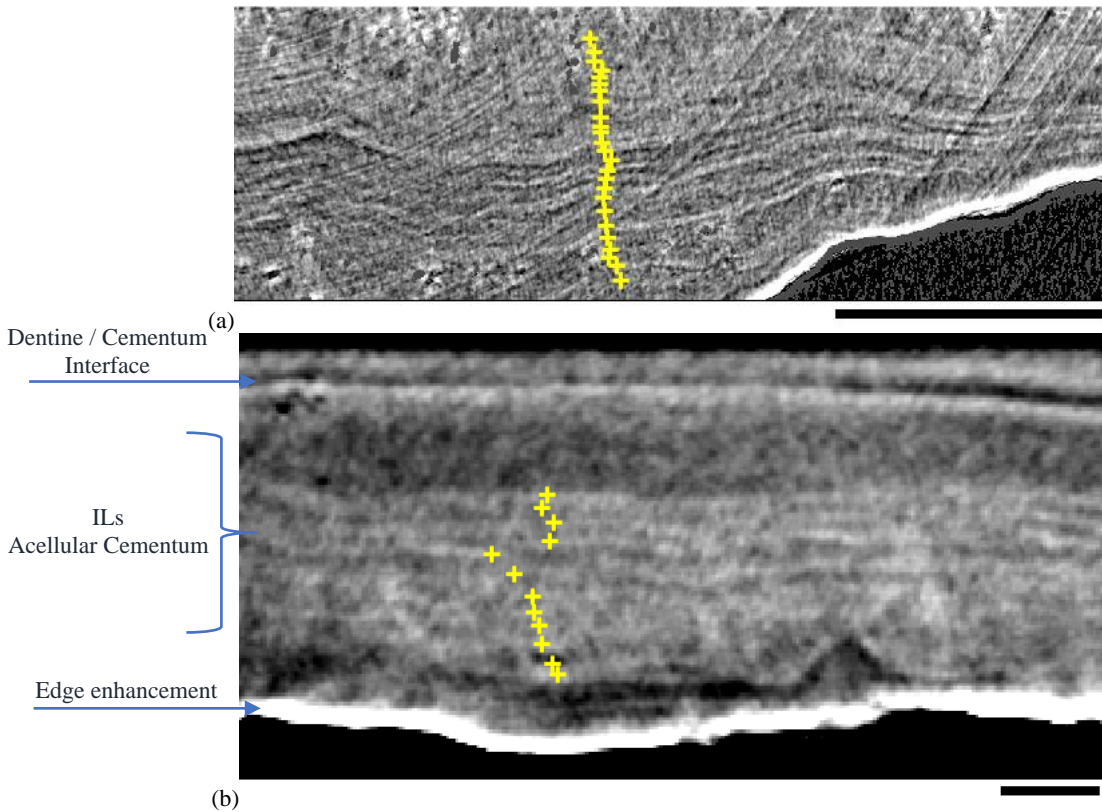 (a)
Dentine / Cementum
Interface
ILs
Acellular Cementum
Edge enhancement
(b)